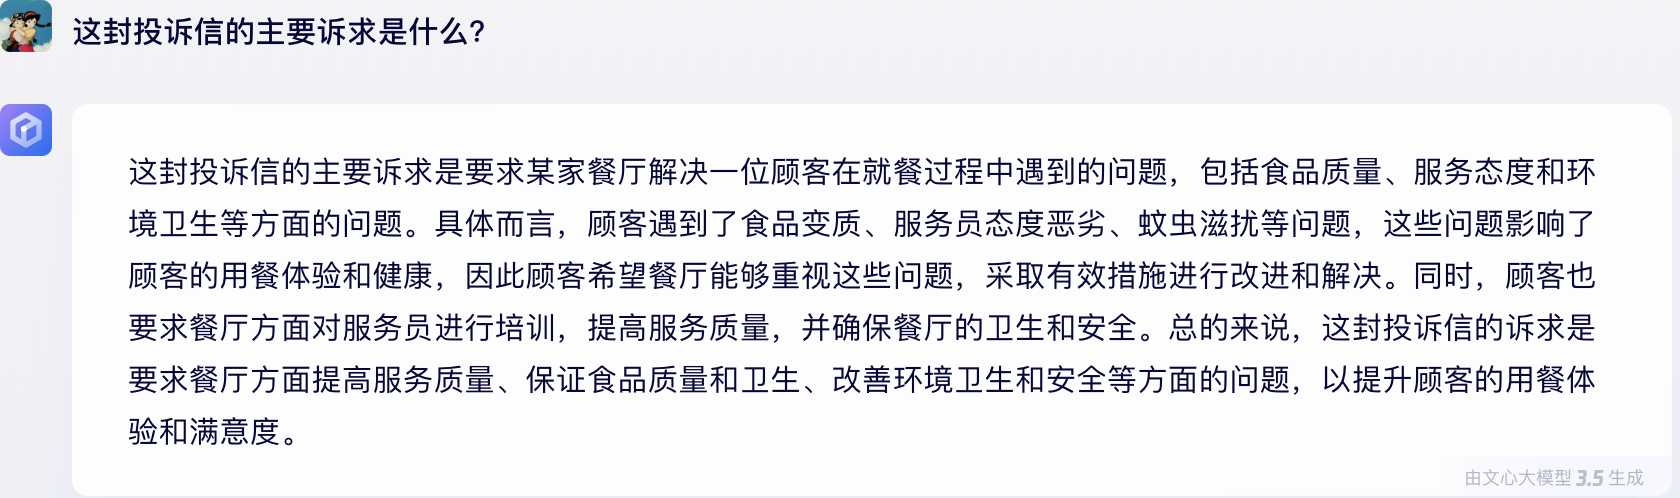 这封投诉信的主要诉求是什么?
这封投诉信的主要诉求是要求某家餐厅解决一位顾客在就餐过程中遇到的问题，包括食品质量、服务态度和环
境卫生等方面的问题。具体而言，顾客遇到了食品变质、服务员态度恶劣、蚊虫滋扰等问题，这些问题影响了
顾客的用餐体验和健康，因此顾客希望餐厅能够重视这些问题，采取有效措施进行改进和解决。同时，顾客也
要求餐厅方面对服务员进行培训，提高服务质量，并确保餐厅的卫生和安全。总的来说，这封投诉信的诉求是
要求餐厅方面提高服务质量、保证食品质量和卫生、改善环境卫生和安全等方面的问题，以提升顾客的用餐体
验和满意度。
由文心大模型 3.5 生成